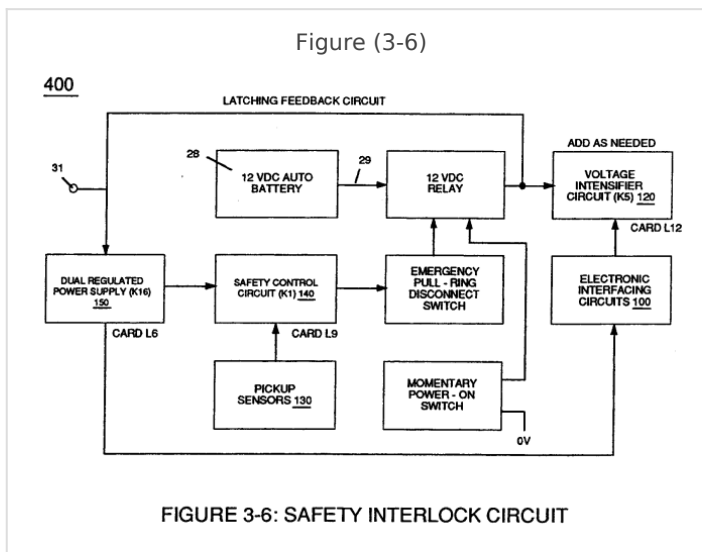 Figure (3-6)
400
LATCHING FEEDBACK CIRCUIT
ADD AS NEEDED
31
28
12 VDC AUTO
BATTERY
29
12 VDC
RELAY
VOLTAGE
INTENSIFIER
CIRCUIT (K5) 120
CARD L12
DUAL REGULATED
POWER SUPPLY (K16)
150
CARD L6
SAFETY CONTROL
CIRCUIT (K1) 140
CARD L9
EMERGENCY
PULL - RING
DISCONNECT
SWITCH
ELECTRONIC
INTERFACING
CIRCUITS 100
PICKUP
SENSORS 130
MOMENTARY
POWER - ON
SWITCH
0V
FIGURE 3-6: SAFETY INTERLOCK CIRCUIT